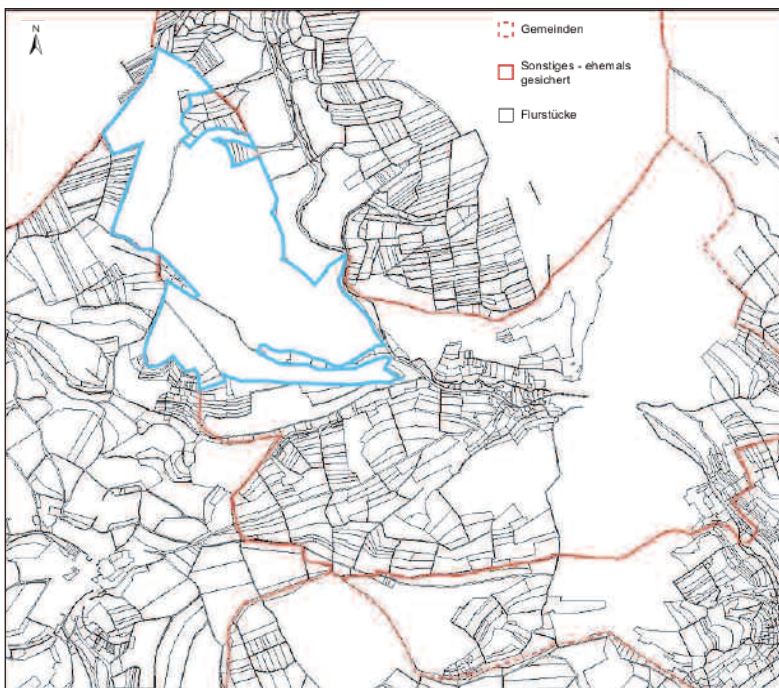 N
Gemeinden
Sonstiges - ehemals
gesichert
Flurstücke